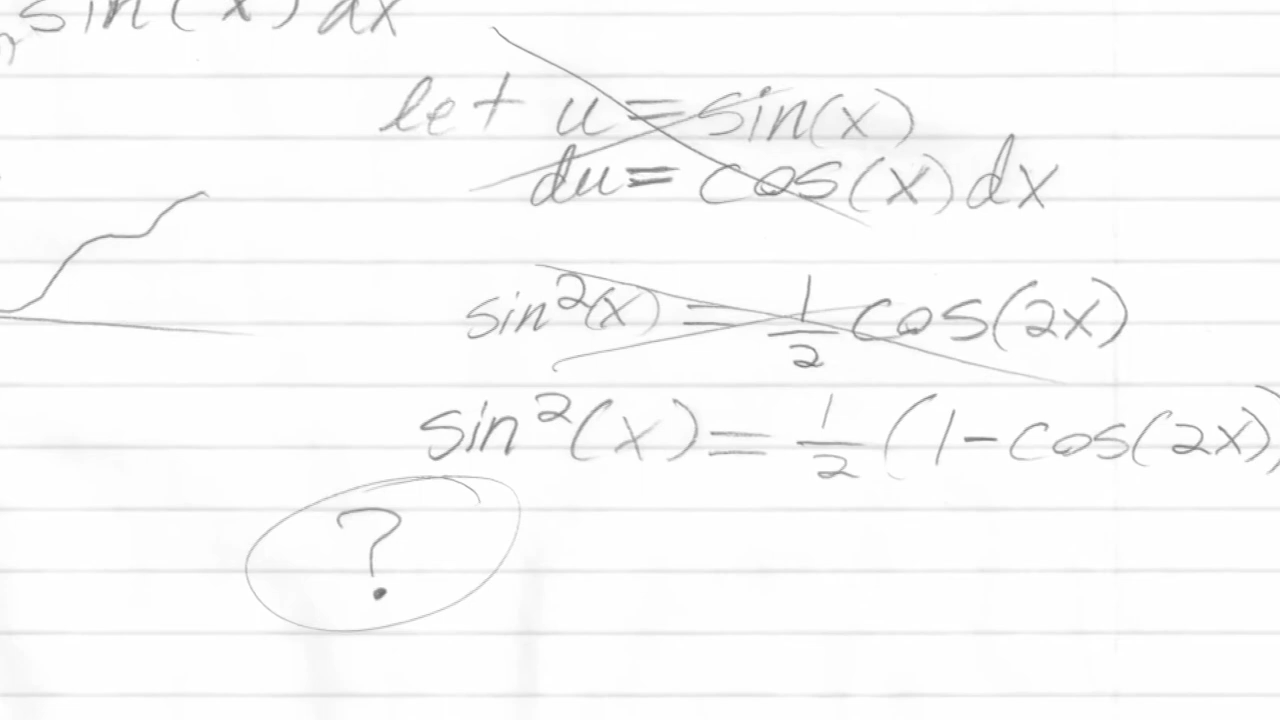 sin(x)dx
let u = sin(x)
du = cos(x)dx
sin²(x) = 1/2 cos(2x)
sin²(x) = 1/2 (1-cos(2x)
?